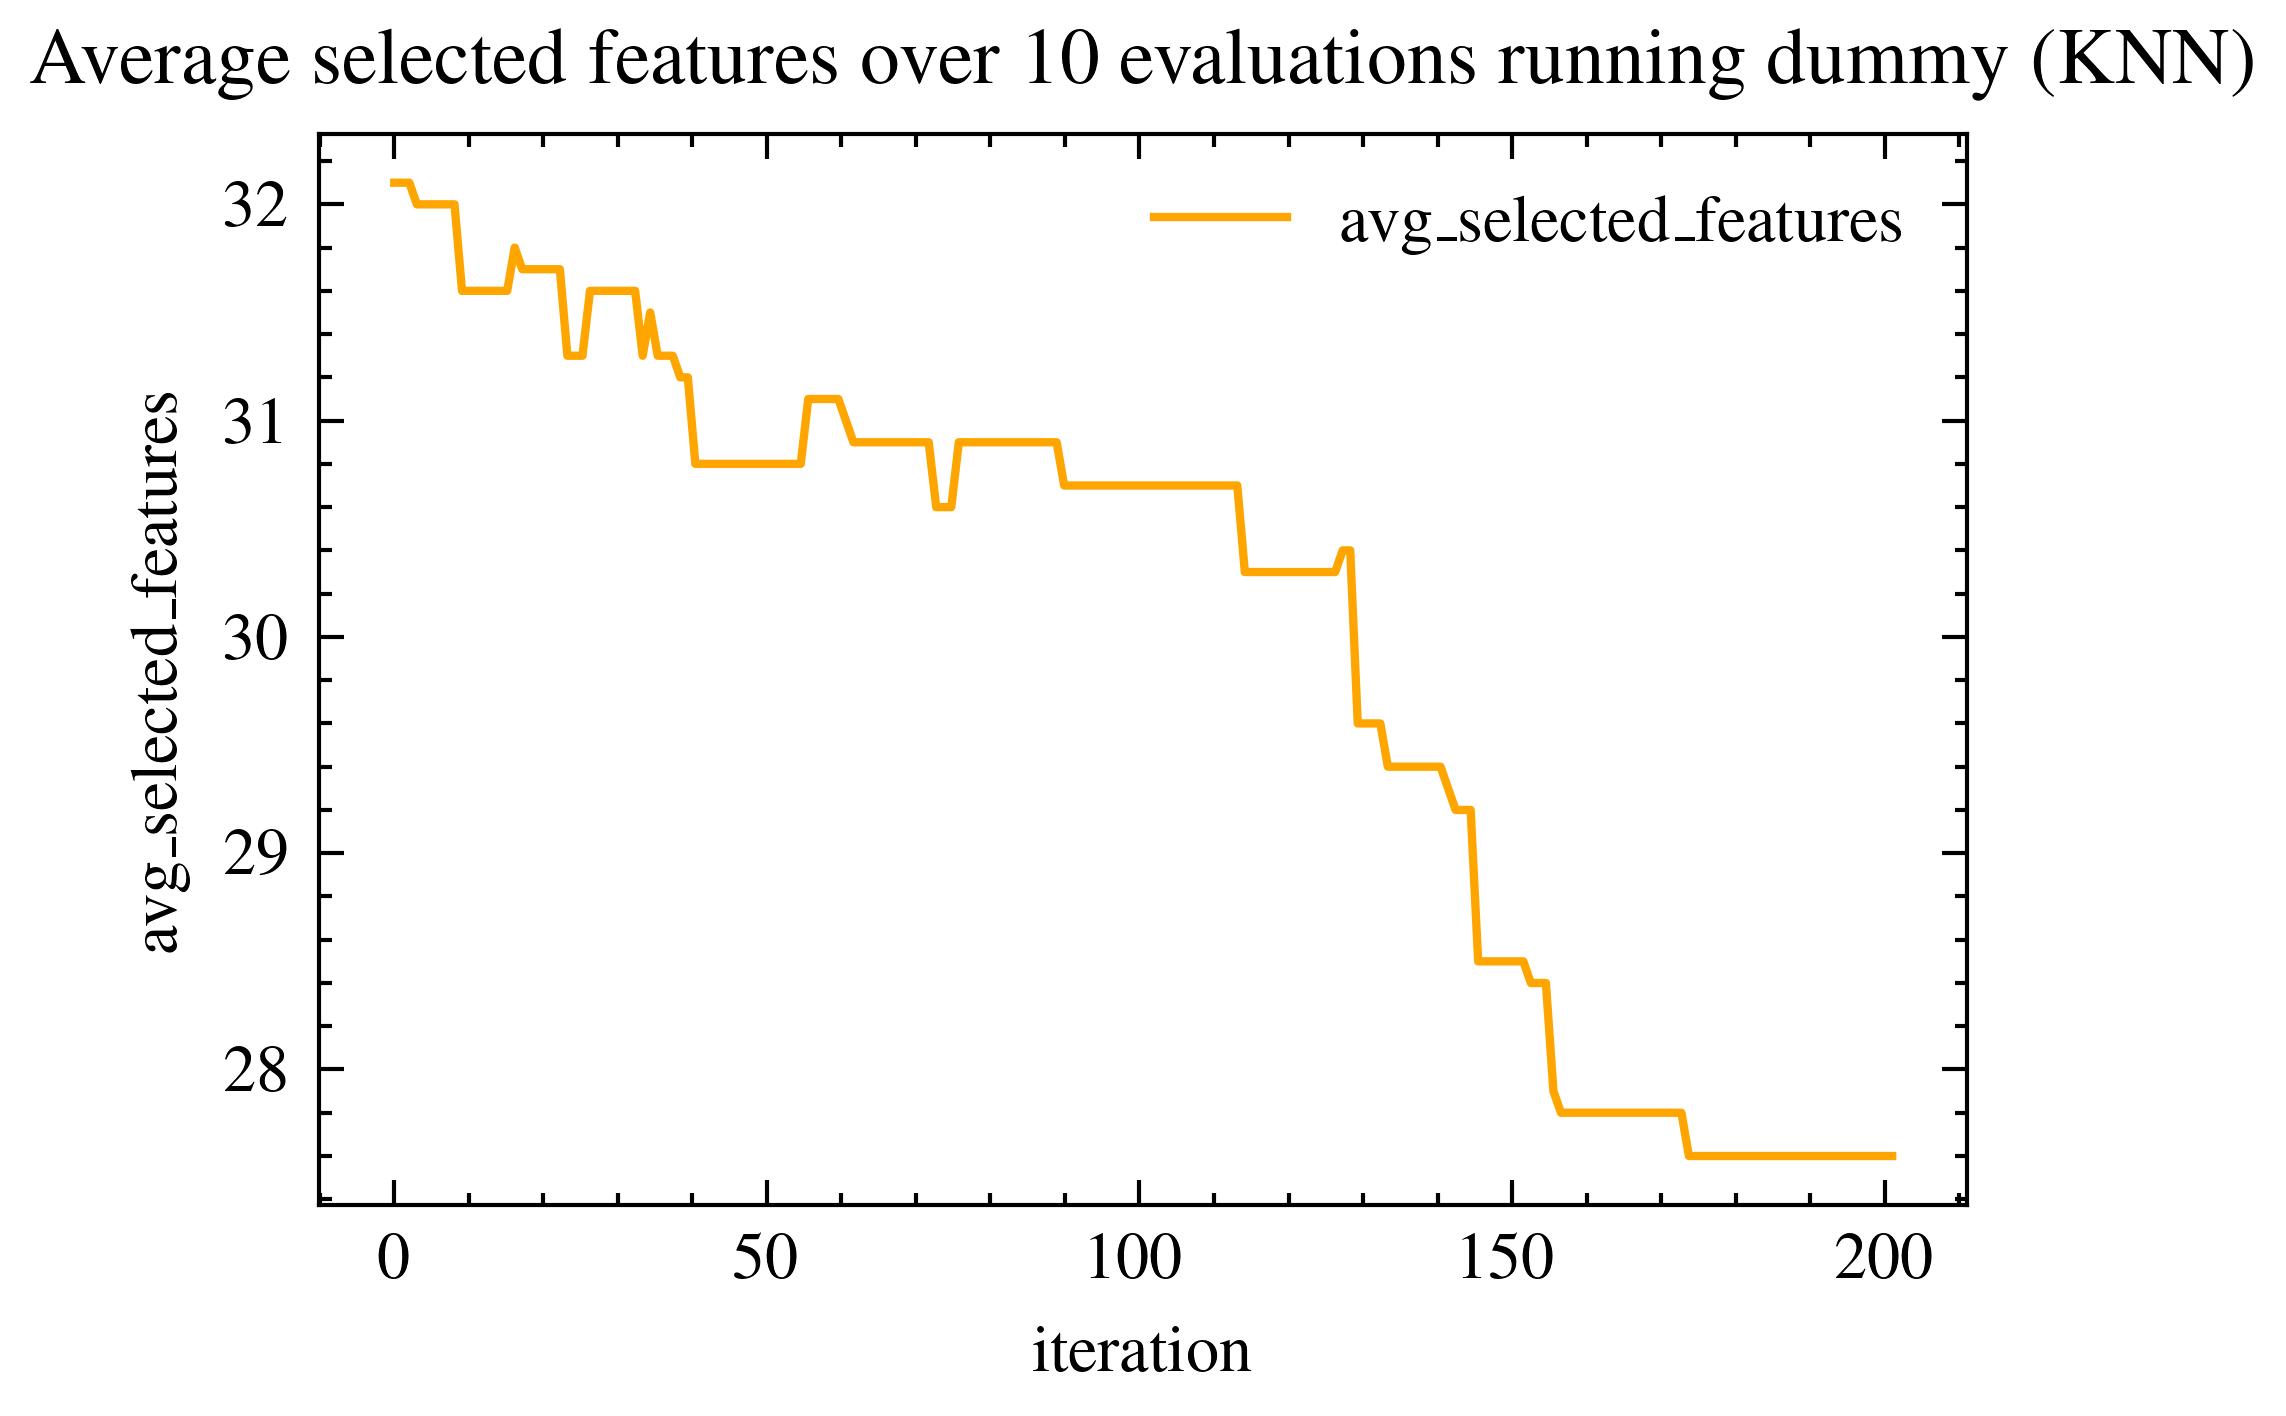 Average selected features over 10 evaluations running dummy (KNN)
avg_selected_features
32
31
30
29
28
avg_selected_features
0 50 100 150 200
iteration